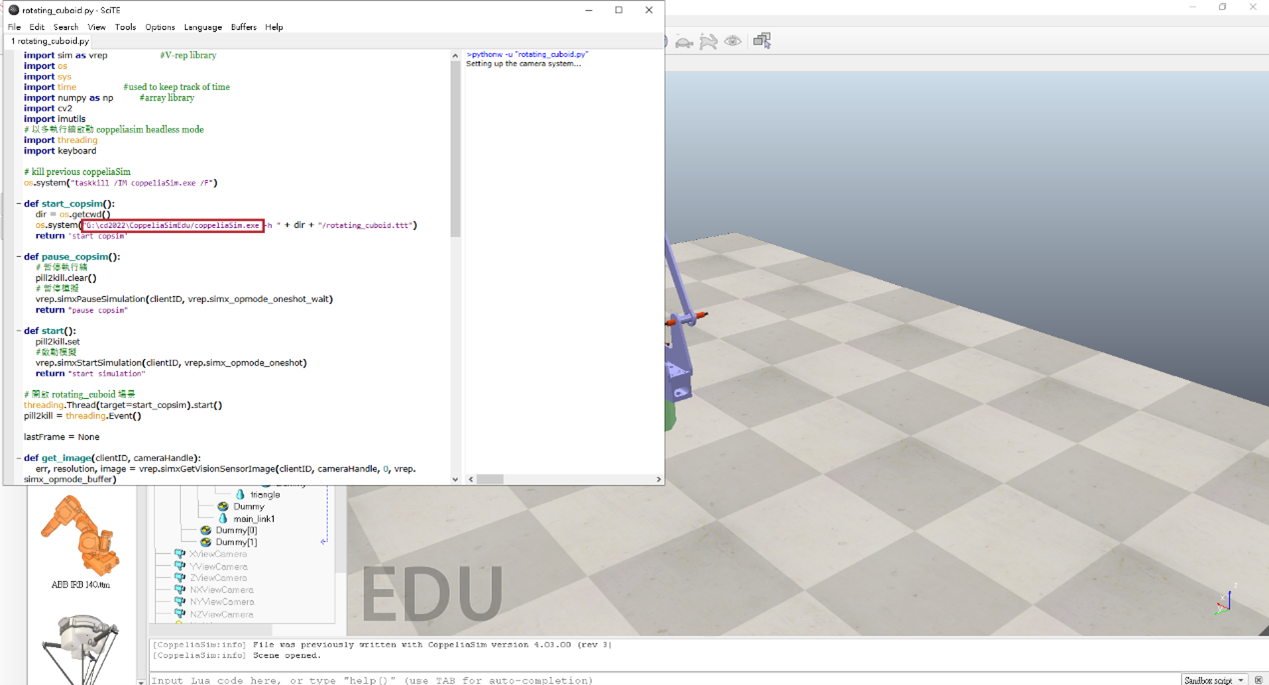 rotating_cuboid.py - SciTE
File Edit Search View Tools Options Language Buffers Help
1 rotating_cuboid.py
import sim as vrep #V-rep library
import os
import sys
import time #used to keep track of time
import numpy as np #array library
import cv2
import imutils
# 以多執行緒啟動 coppeliasim headless mode
import threading
import keyboard
# kill previous coppeliaSim
os.system("taskkill /IM coppeliaSim.exe /F")
def start_copsim():
dir = os.getcwd()
os.system("G:\cd2022\CoppeliaSimEdu/coppeliaSim.exe -h " + dir + "/rotating_cuboid.ttt")
return 'start copsim'
def pause_copsim():
# 暫停執行緒
pill2kill.clear()
# 暫停模擬
vrep.simxPauseSimulation(clientID, vrep.simx_opmode_oneshot_wait)
return "pause copsim"
def start():
pill2kill.set
#啟動模擬
vrep.simxStartSimulation(clientID, vrep.simx_opmode_oneshot)
return "start simulation"
# 開啟 rotating_cuboid 場景
threading.Thread(target=start_copsim).start()
pill2kill = threading.Event()
lastFrame = None
def get_image(clientID, cameraHandle):
err, resolution, image = vrep.simxGetVisionSensorImage(clientID, cameraHandle, 0, vrep.
simx_opmode_buffer)
>pythonw -u "rotating_cuboid.py"
Setting up the camera system...
Dummy
triangle
Dummy
main_link1
Dummy[0]
Dummy[1]
XViewCamera
YViewCamera
ZViewCamera
NXViewCamera
NYViewCamera
NZViewCamera
ABB IRB 140.ttm
EDU
z
[CoppeliaSim:info] File was previously written with CoppeliaSim version 4.03.00 (rev 3)
[CoppeliaSim:info] Scene opened.
Input Lua code here, or type "help()" (use TAB for auto-completion)
Sandbox script